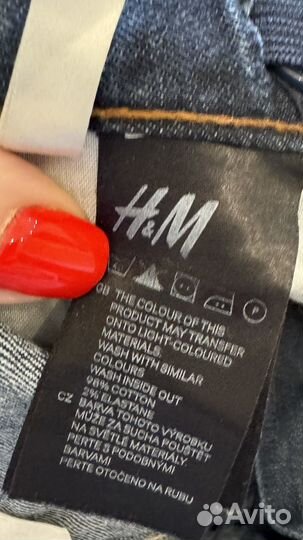 H&M
GB THE COLOUR OF THIS
PRODUCT MAY TRANSFER
ONTO LIGHT-COLOURED
MATERIALS.
WASH WITH SIMILAR
COLOURS
WASH INSIDE OUT
98% COTTON
2% ELASTANE
CZ BARVA TOHOTO VÝROBKU
MŮŽE ZA SUCHA POUŠTĚT
NA SVĚTLÉ MATERIÁLY
PERTE S PODOBNÝMI
BARVAMI
PERTE OTOČENÉ NA RUBU
P
Avito